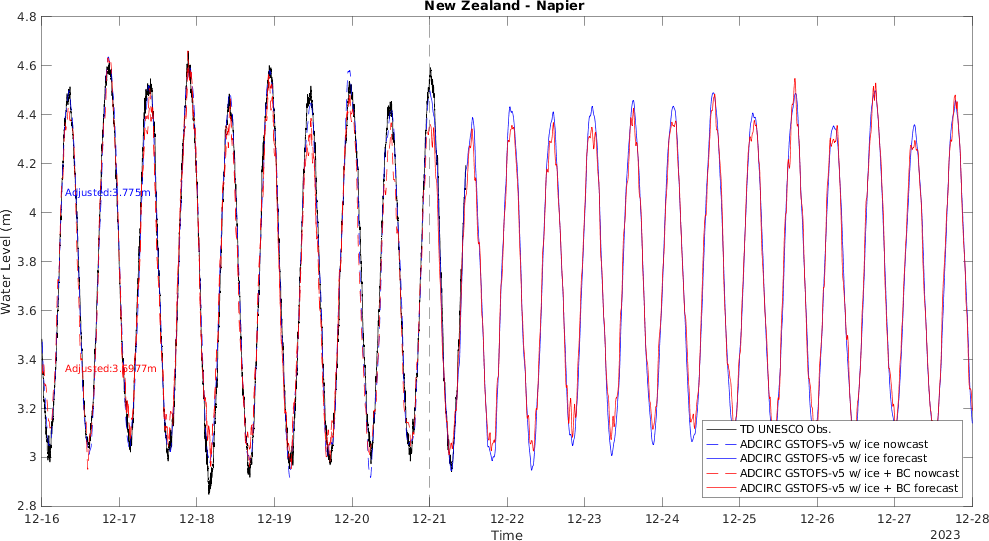 New Zealand - Napier
4.8
4.6
4.4
4.2
4
3.8
3.6
3.4
3.2
3
2.8
Water Level (m)
Adjusted:3.775m
Adjusted:3.6977m
TD UNESCO Obs.
ADCIRC GSTOFS-v5 w/ ice nowcast
ADCIRC GSTOFS-v5 w/ ice forecast
ADCIRC GSTOFS-v5 w/ ice + BC nowcast
ADCIRC GSTOFS-v5 w/ ice + BC forecast
12-16 12-17 12-18 12-19 12-20 12-21 12-22 12-23 12-24 12-25 12-26 12-27 12-28
Time
2023